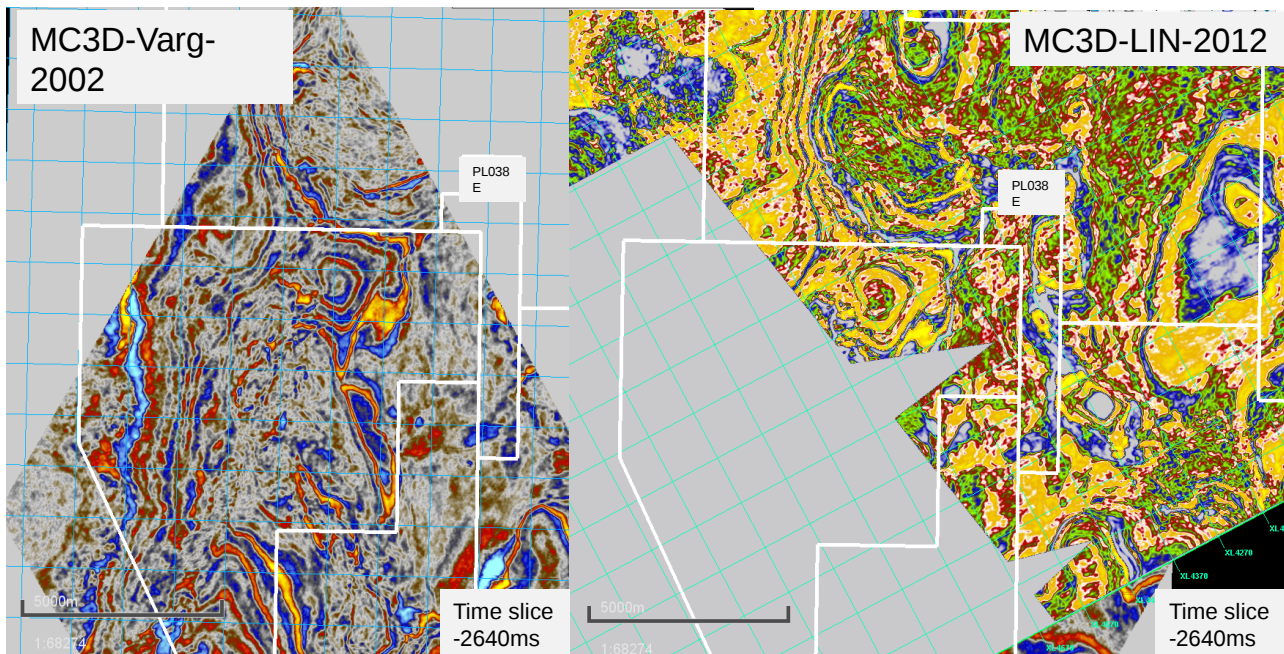 MC3D-Varg-
2002
MC3D-LIN-2012
PL038
E
PL038
E
5000m
1:68274
Time slice
-2640ms
5000m
1:68274
Time slice
-2640ms
XL4270
XL4370